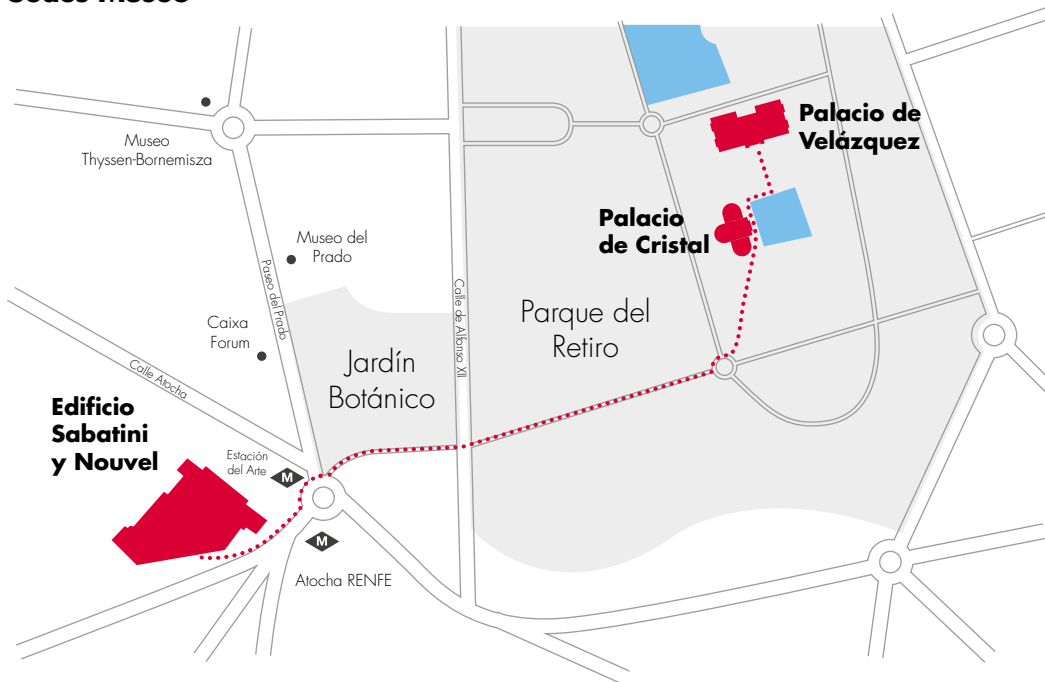 Palacio de
Velázquez
Museo
Thyssen-Bornemisza
Palacio
de Cristal
Museo del
Prado
Paseo del Prado
Calle de Alfonso XII
Parque del
Retiro
Caixa
Forum
Jardín
Botánico
Calle Atocha
Edificio
Sabatini
y Nouvel
Estación
del Arte
M
M
Atocha RENFE